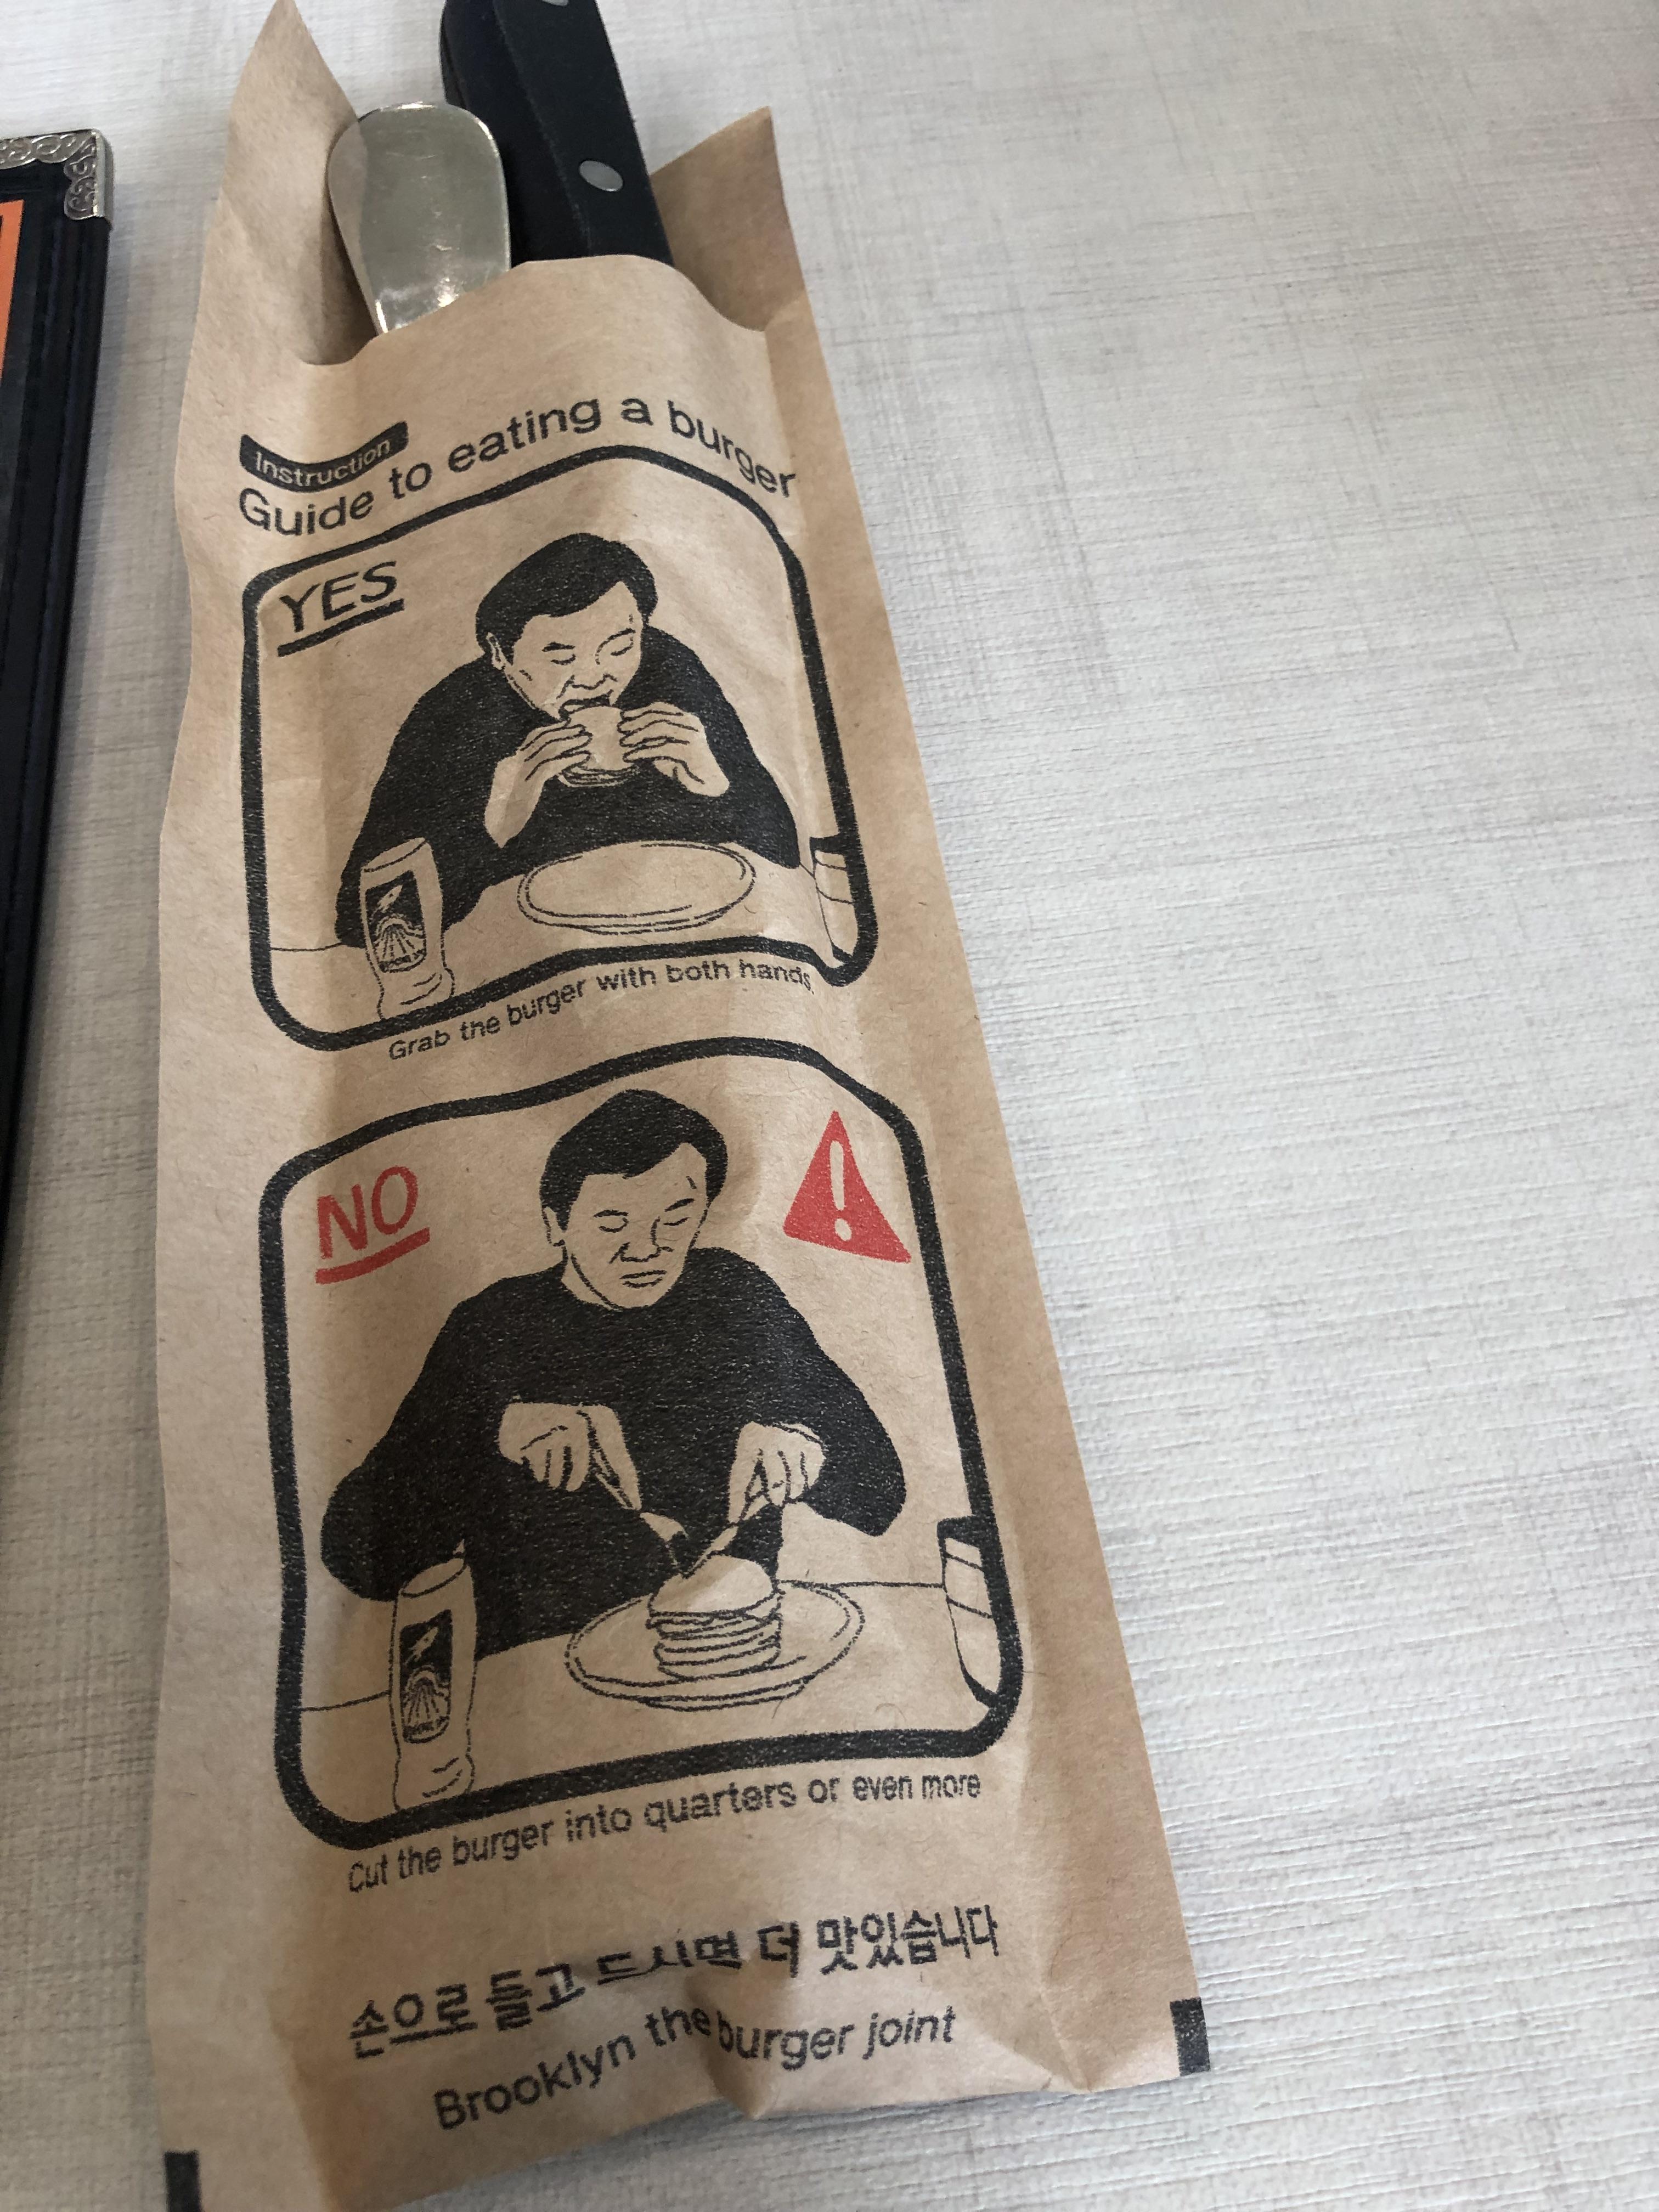 Instruction
Guide to eating a burger
YES
Grab the burger with both hands.
NO
Cut the burger into quarters or even more
손으로 들고 드시면 더 맛있습니다
Brooklyn the burger joint